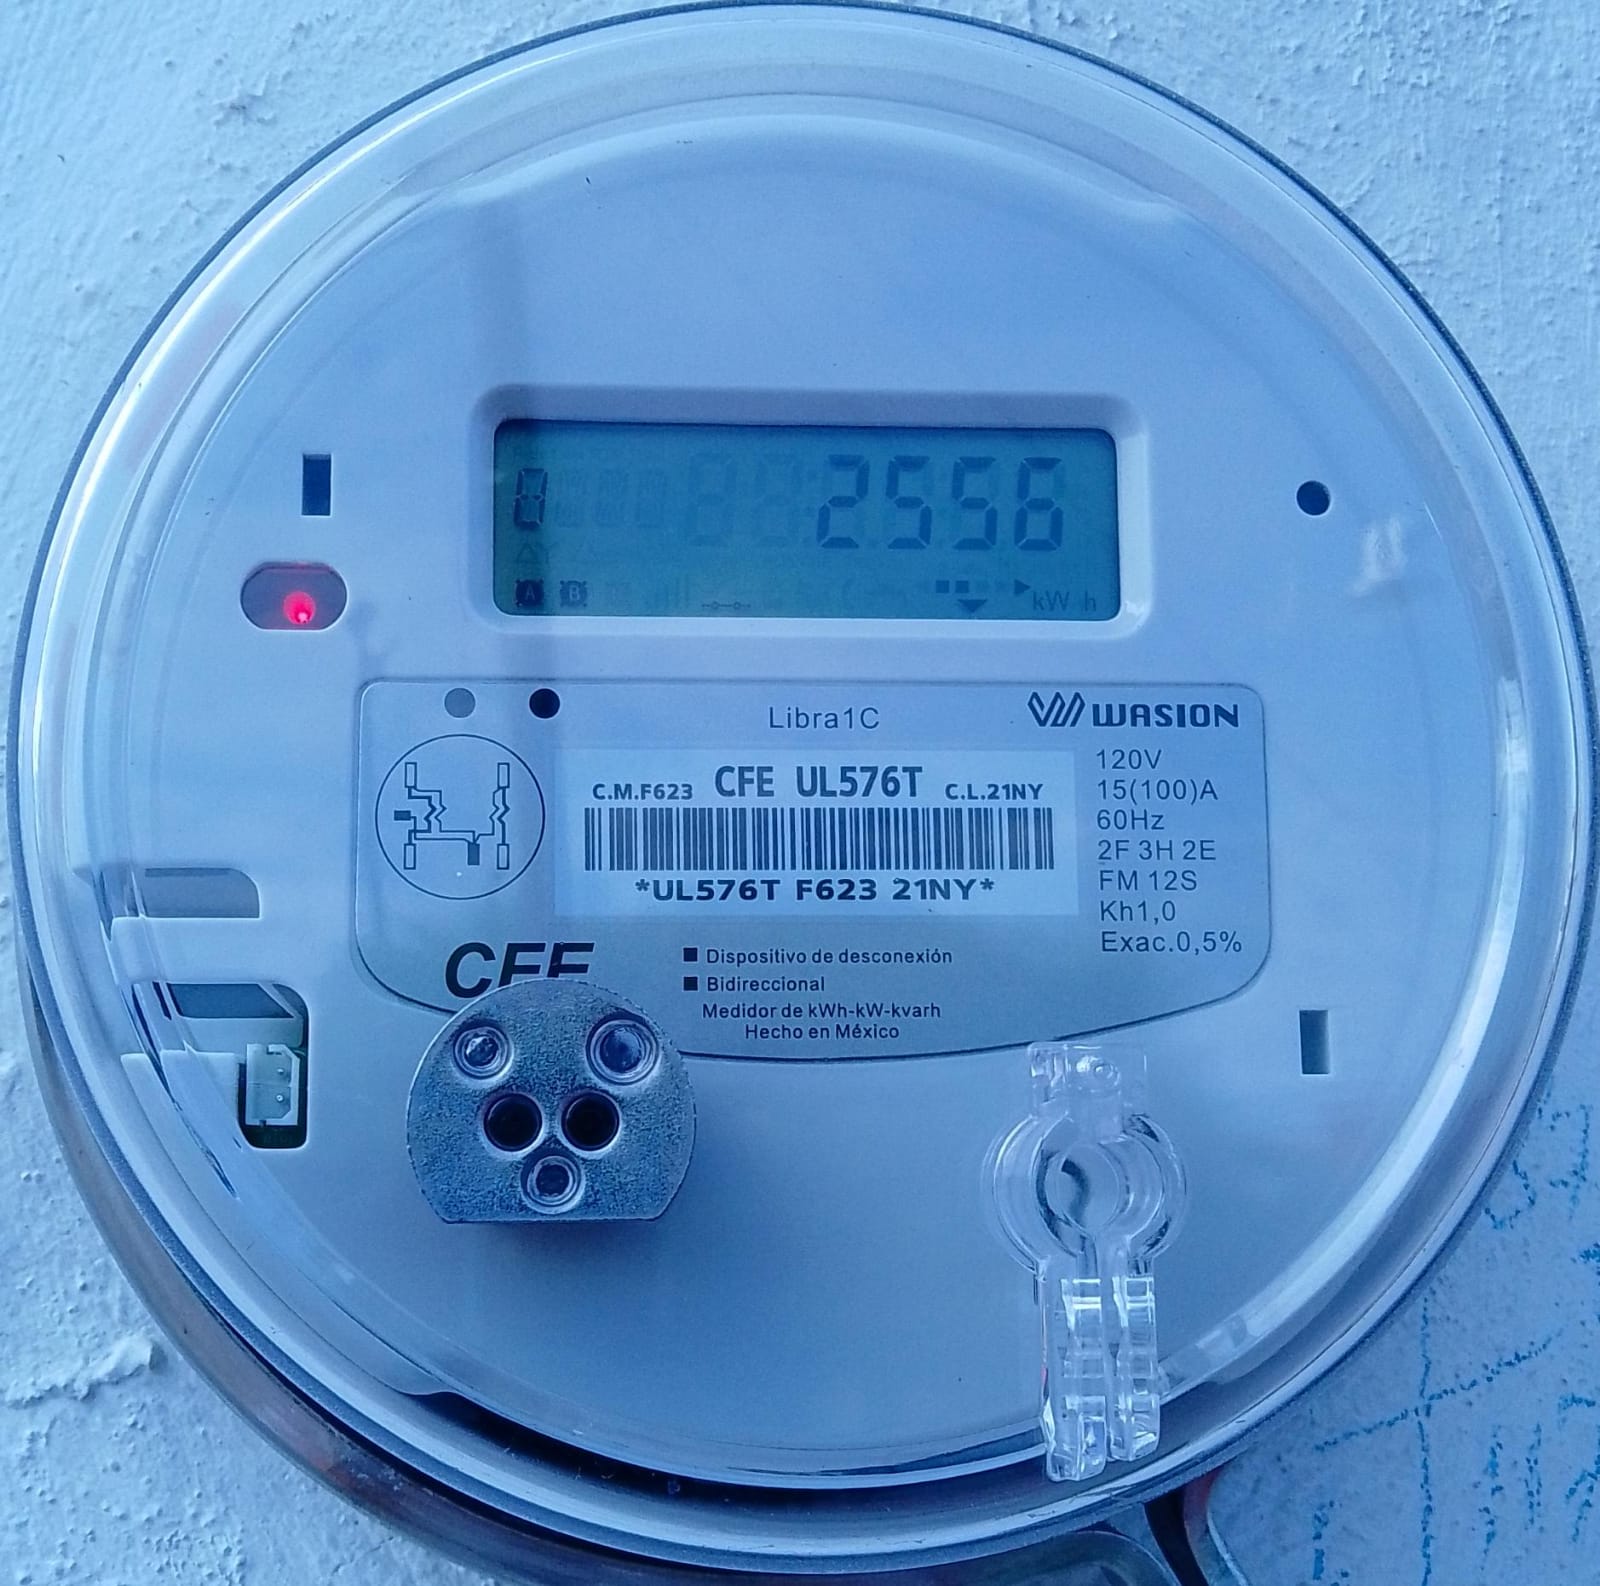 2556
A B
kWh
Libra1C
WASION
C.M.F623 CFE UL576T C.L.21NY
*UL576T F623 21NY*
120V
15(100)A
60Hz
2F 3H 2E
FM 12S
Kh1,0
Exac.0,5%
CFE
Dispositivo de desconexión
Bidireccional
Medidor de kWh-kW-kvarh
Hecho en México